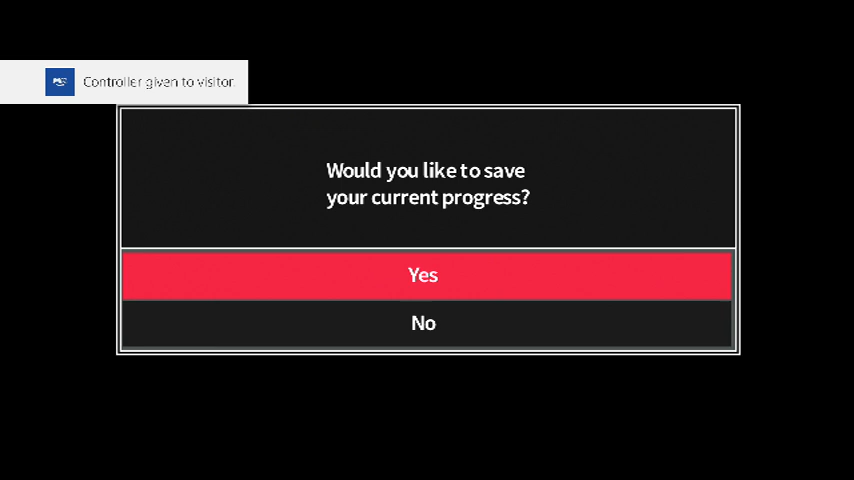 Controller given to visitor.
Would you like to save
your current progress?
Yes
No